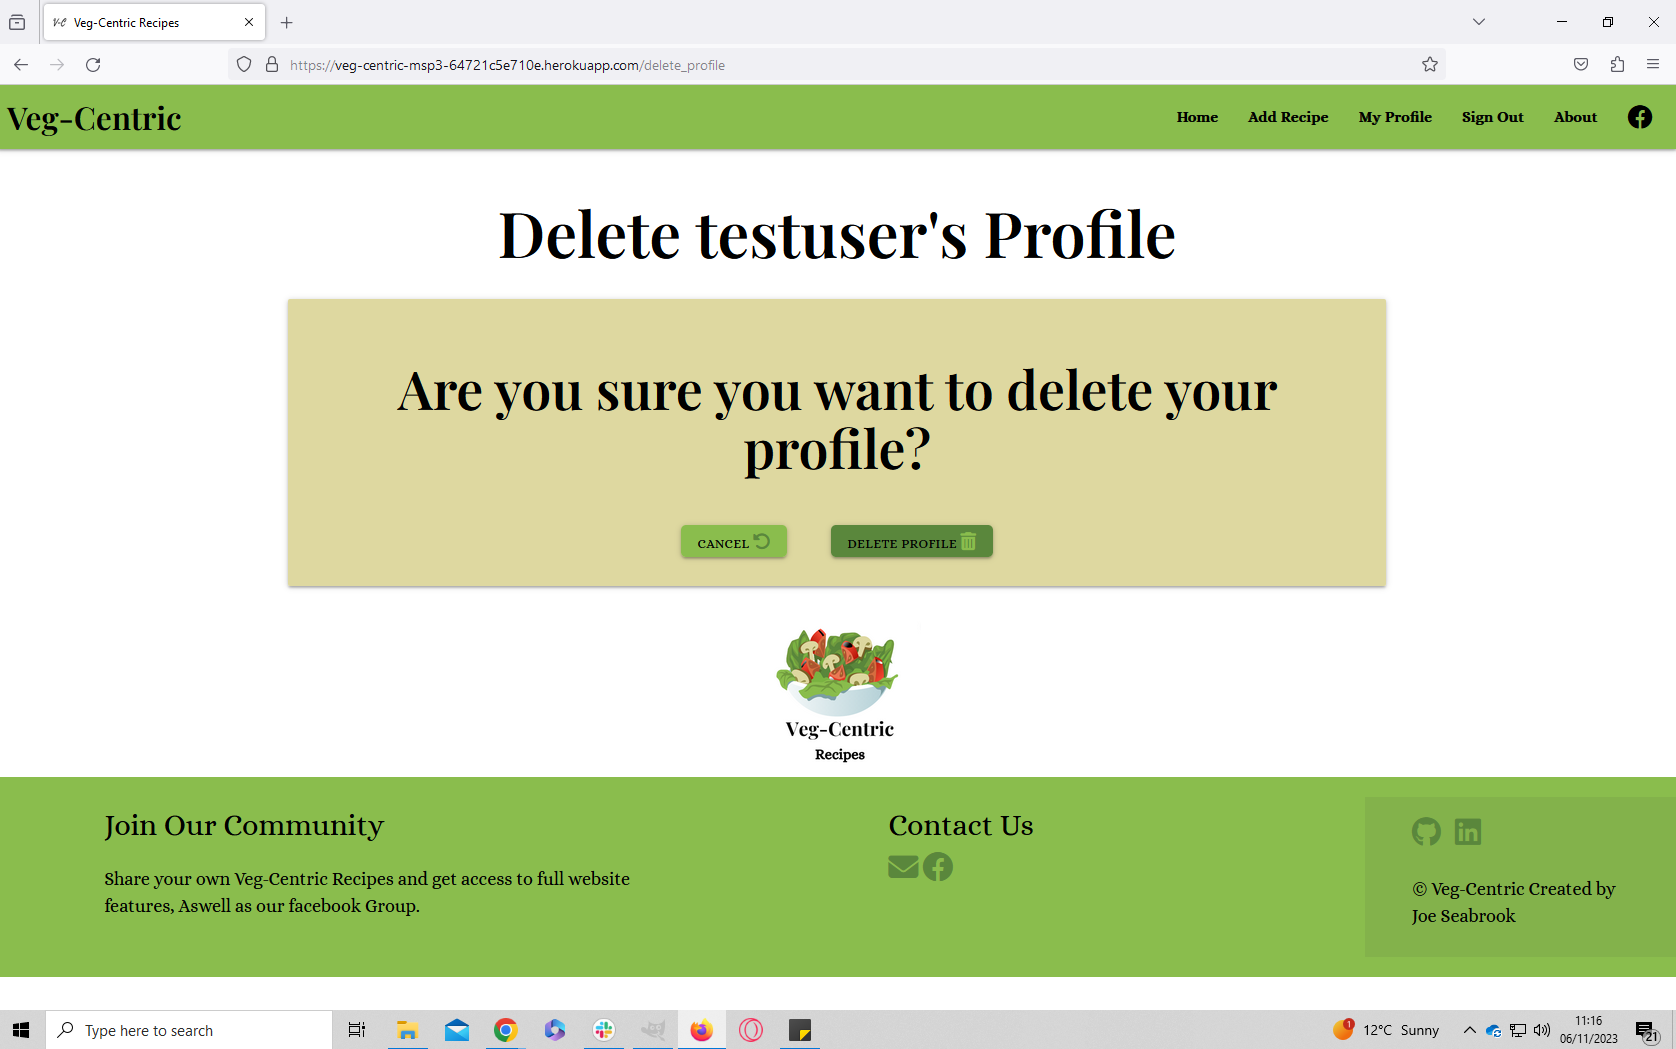 V-C Veg-Centric Recipes
https://veg-centric-msp3-64721c5e710e.herokuapp.com/delete_profile
Veg-Centric
Home Add Recipe My Profile Sign Out About
Delete testuser's Profile
Are you sure you want to delete your
profile?
CANCEL
DELETE PROFILE
Veg-Centric
Recipes
Join Our Community
Share your own Veg-Centric Recipes and get access to full website
features, Aswell as our facebook Group.
Contact Us
© Veg-Centric Created by
Joe Seabrook
Type here to search
1
12°C Sunny
11:16
06/11/2023
21